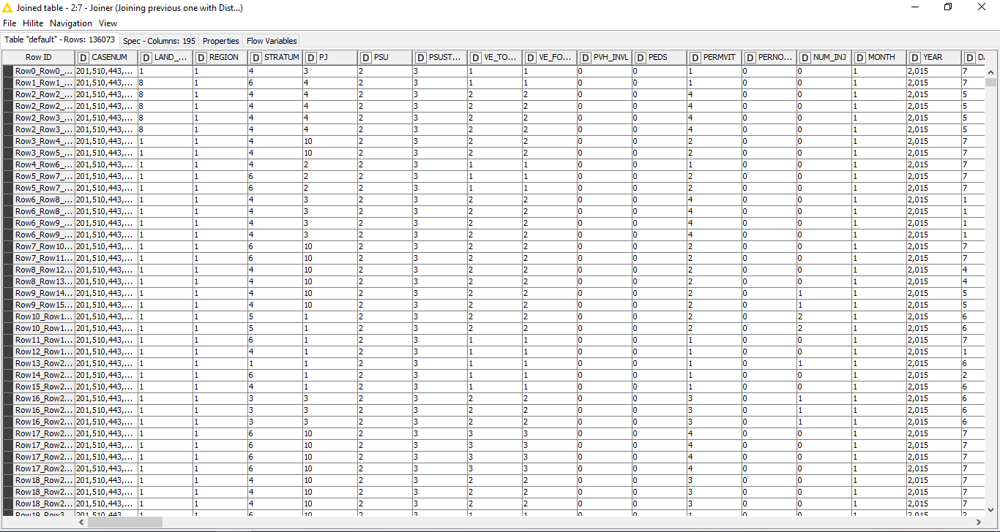 Joined table - 2:7 - Joiner (Joining previous one with Dist...)
File Hilite Navigation View
Table "default" - Rows: 136073 Spec - Columns: 195 Properties Flow Variables
Row ID D CASENUM D LAND_... D REGION D STRATUM D PJ D PSU D PSUST... D VE_TO... D VE_FO... D PVH_INVL D PEDS D PERMVIT D PERNO... D NUM_INJ D MONTH D YEAR D
Row0_Row0_... 201,510,443,... 1 1 4 3 2 3 1 1 0 0 1 0 0 1 2,015 7
Row1_Row1_... 201,510,443,... 8 1 6 4 2 3 1 1 0 0 1 0 0 1 2,015 7
Row2_Row2_... 201,510,443,... 8 1 4 4 2 3 2 2 0 0 4 0 0 1 2,015 5
Row2_Row2_... 201,510,443,... 8 1 4 4 2 3 2 2 0 0 4 0 0 1 2,015 5
Row2_Row3_... 201,510,443,... 8 1 4 4 2 3 2 2 0 0 4 0 0 1 2,015 5
Row2_Row3_... 201,510,443,... 8 1 4 4 2 3 2 2 0 0 4 0 0 1 2,015 5
Row3_Row4_... 201,510,443,... 1 1 4 10 2 3 2 2 0 0 2 0 0 1 2,015 7
Row3_Row5_... 201,510,443,... 1 1 4 10 2 3 2 2 0 0 2 0 0 1 2,015 7
Row4_Row6_... 201,510,443,... 1 1 4 2 2 3 1 1 0 0 1 0 0 1 2,015 7
Row5_Row7_... 201,510,443,... 1 1 6 2 2 3 1 1 0 0 2 0 0 1 2,015 7
Row5_Row7_... 201,510,443,... 1 1 6 2 2 3 1 1 0 0 2 0 0 1 2,015 7
Row6_Row8_... 201,510,443,... 1 1 4 3 2 3 2 2 0 0 4 0 0 1 2,015 1
Row6_Row8_... 201,510,443,... 1 1 4 3 2 3 2 2 0 0 4 0 0 1 2,015 1
Row6_Row9_... 201,510,443,... 1 1 4 3 2 3 2 2 0 0 4 0 0 1 2,015 1
Row6_Row9_... 201,510,443,... 1 1 4 3 2 3 2 2 0 0 4 0 0 1 2,015 1
Row7_Row10... 201,510,443,... 1 1 6 10 2 3 2 2 0 0 2 0 0 1 2,015 7
Row7_Row11... 201,510,443,... 1 1 6 10 2 3 2 2 0 0 2 0 0 1 2,015 7
Row8_Row12... 201,510,443,... 1 1 4 10 2 3 2 2 0 0 2 0 0 1 2,015 4
Row8_Row13... 201,510,443,... 1 1 4 10 2 3 2 2 0 0 2 0 0 1 2,015 4
Row9_Row14... 201,510,443,... 1 1 4 10 2 3 2 2 0 0 2 0 1 1 2,015 5
Row9_Row15... 201,510,443,... 1 1 4 10 2 3 2 2 0 0 2 0 1 1 2,015 5
Row10_Row1... 201,510,443,... 1 1 5 1 2 3 2 2 0 0 2 0 2 1 2,015 6
Row10_Row1... 201,510,443,... 1 1 5 1 2 3 2 2 0 0 2 0 2 1 2,015 6
Row11_Row1... 201,510,443,... 1 1 6 1 2 3 1 1 0 0 1 0 0 1 2,015 7
Row12_Row1... 201,510,443,... 1 1 4 1 2 3 1 1 0 0 1 0 0 1 2,015 1
Row13_Row2... 201,510,443,... 1 1 1 1 2 3 1 1 0 0 1 0 1 1 2,015 6
Row14_Row2... 201,510,443,... 1 1 6 1 2 3 1 1 0 0 1 0 0 1 2,015 2
Row15_Row2... 201,510,443,... 1 1 4 1 2 3 1 1 0 0 1 0 0 1 2,015 6
Row16_Row2... 201,510,443,... 1 1 3 3 2 3 2 2 0 0 3 0 1 1 2,015 6
Row16_Row2... 201,510,443,... 1 1 3 3 2 3 2 2 0 0 3 0 1 1 2,015 6
Row16_Row2... 201,510,443,... 1 1 3 3 2 3 2 2 0 0 3 0 1 1 2,015 6
Row17_Row2... 201,510,443,... 1 1 6 10 2 3 3 3 0 0 4 0 0 1 2,015 7
Row17_Row2... 201,510,443,... 1 1 6 10 2 3 3 3 0 0 4 0 0 1 2,015 7
Row17_Row2... 201,510,443,... 1 1 6 10 2 3 3 3 0 0 4 0 0 1 2,015 7
Row17_Row2... 201,510,443,... 1 1 6 10 2 3 3 3 0 0 4 0 0 1 2,015 7
Row18_Row2... 201,510,443,... 1 1 4 10 2 3 2 2 0 0 3 0 0 1 2,015 7
Row18_Row2... 201,510,443,... 1 1 4 10 2 3 2 2 0 0 3 0 0 1 2,015 7
Row18_Row2... 201,510,443,... 1 1 4 10 2 3 2 2 0 0 3 0 0 1 2,015 7